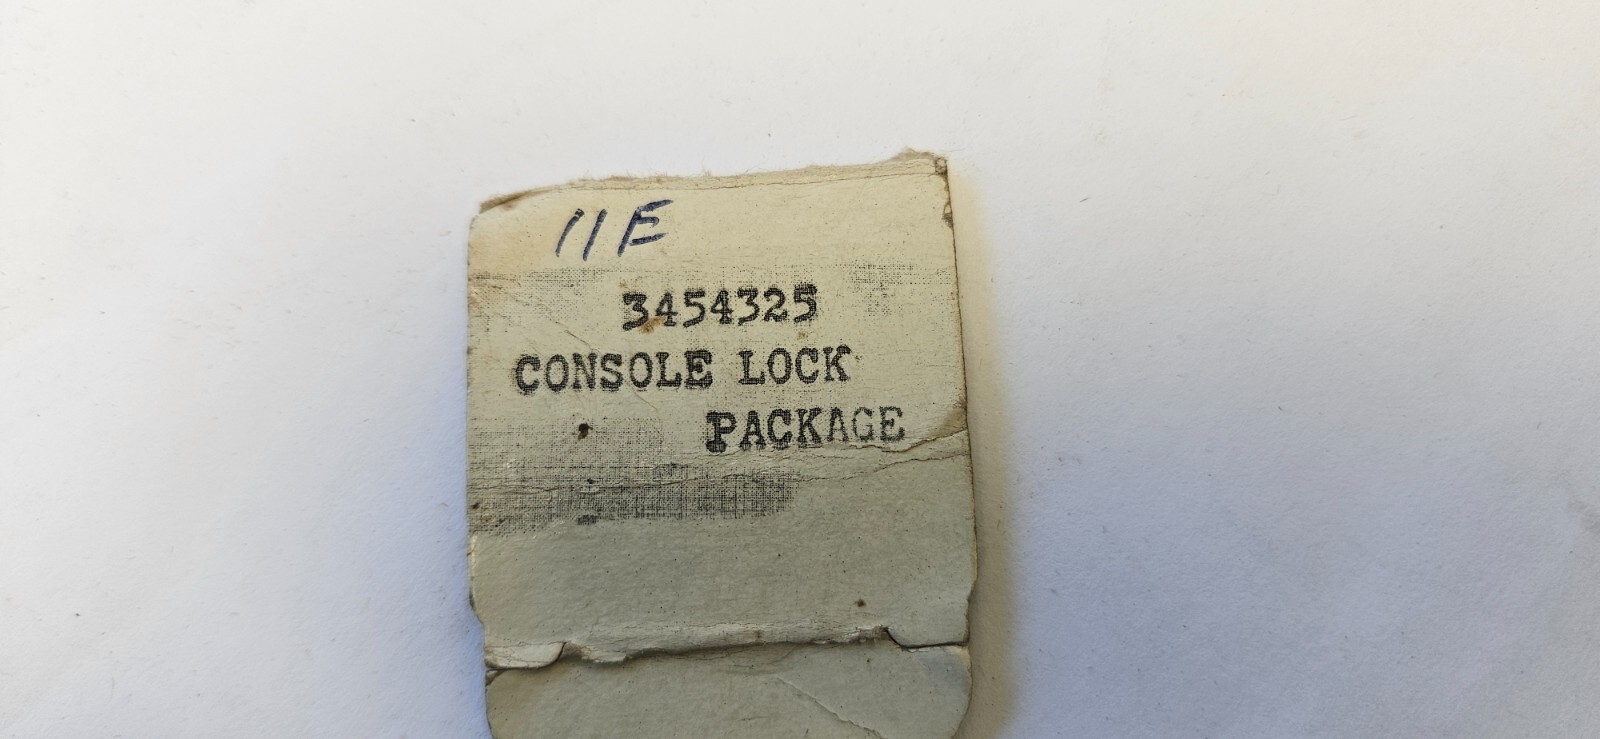 11E
3454325
CONSOLE LOCK
PACKAGE